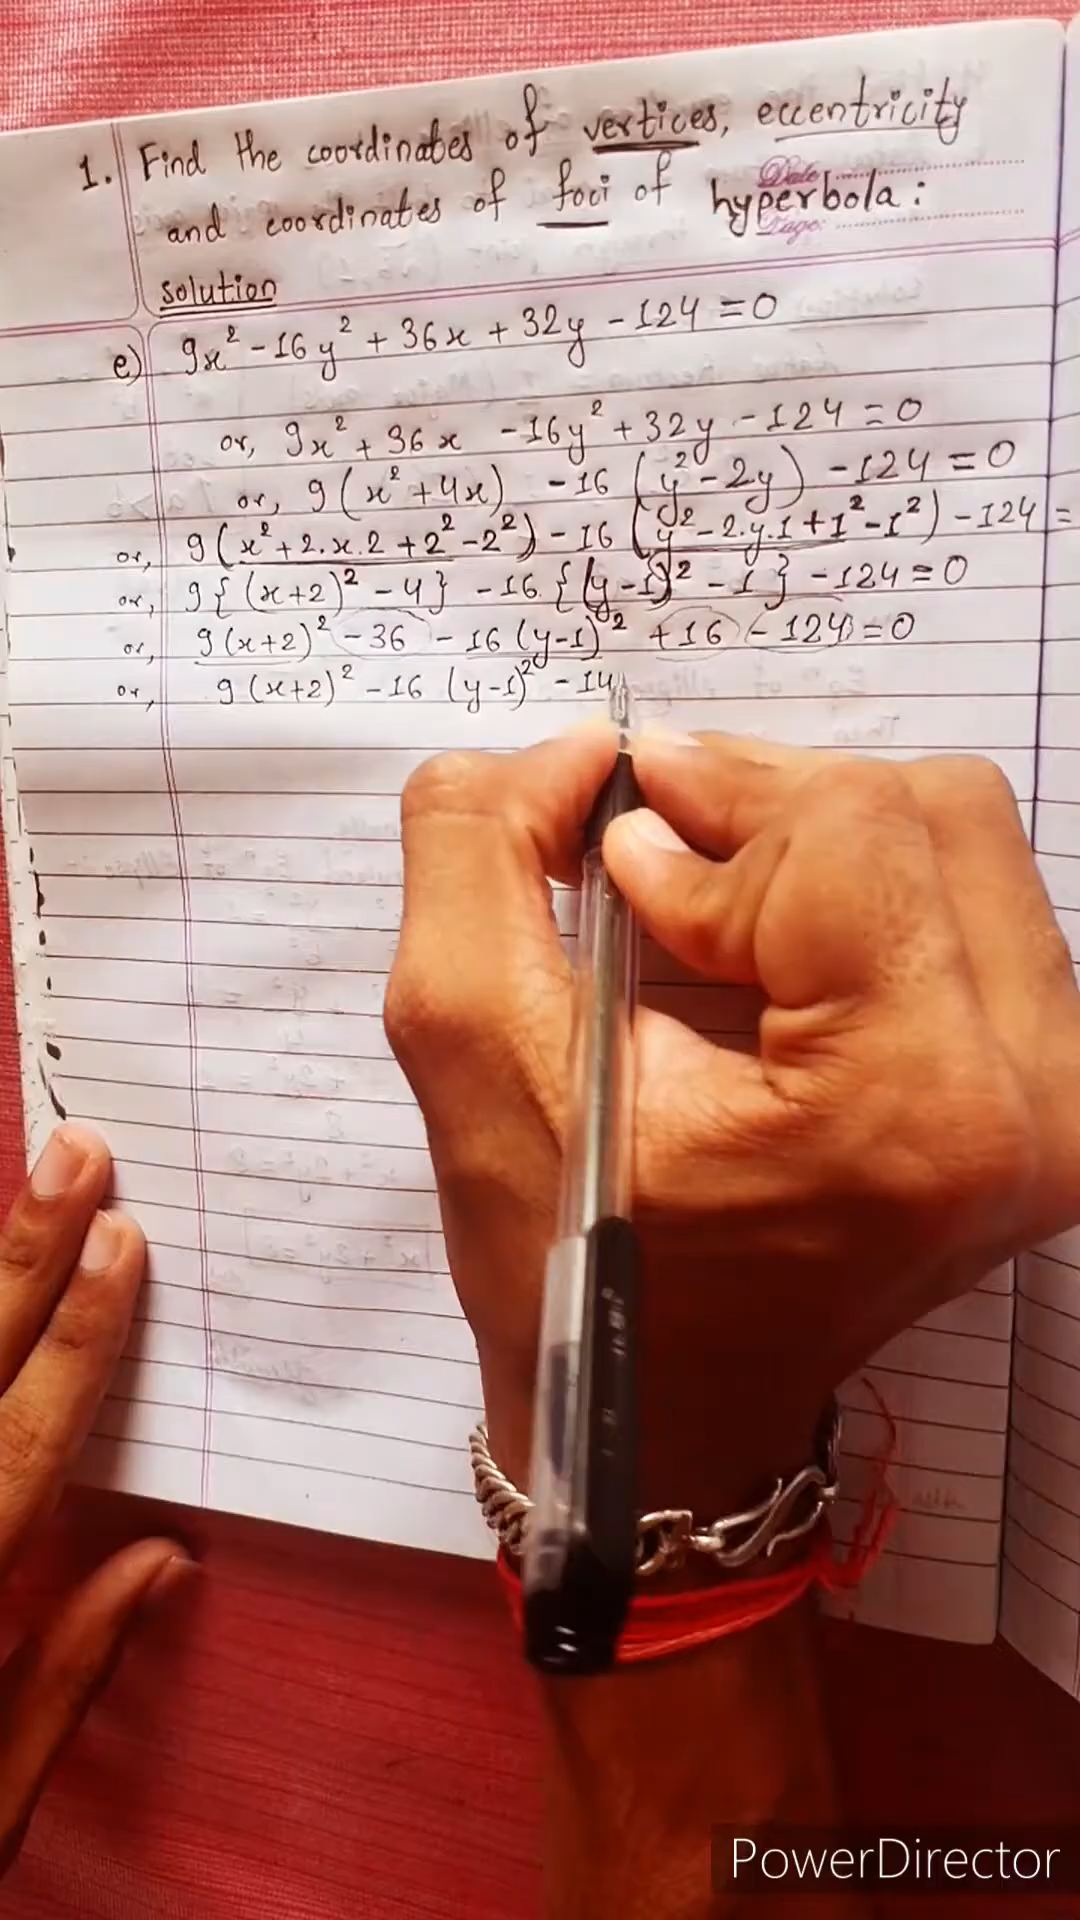 1. Find the coordinates of vertices, eccentricity
Date
and coordinates of foci of hyperbola:
Page:
solution
e) 9x² - 16y² + 36x + 32y - 124 = 0
or, 9x² + 36x - 16y² + 32y - 124 = 0
or, 9(x² + 4x) - 16(y² - 2y) - 124 = 0
or, 9(x² + 2.x.2 + 2² - 2²) - 16(y² - 2.y.1 + 1² - 1²) - 124 =
or, 9{(x+2)² - 4} - 16{(y-1)² - 1} - 124 = 0
or, 9(x+2)² - 36 - 16(y-1)² + 16 - 124 = 0
or, 9(x+2)² - 16(y-1)² - 14
PowerDirector